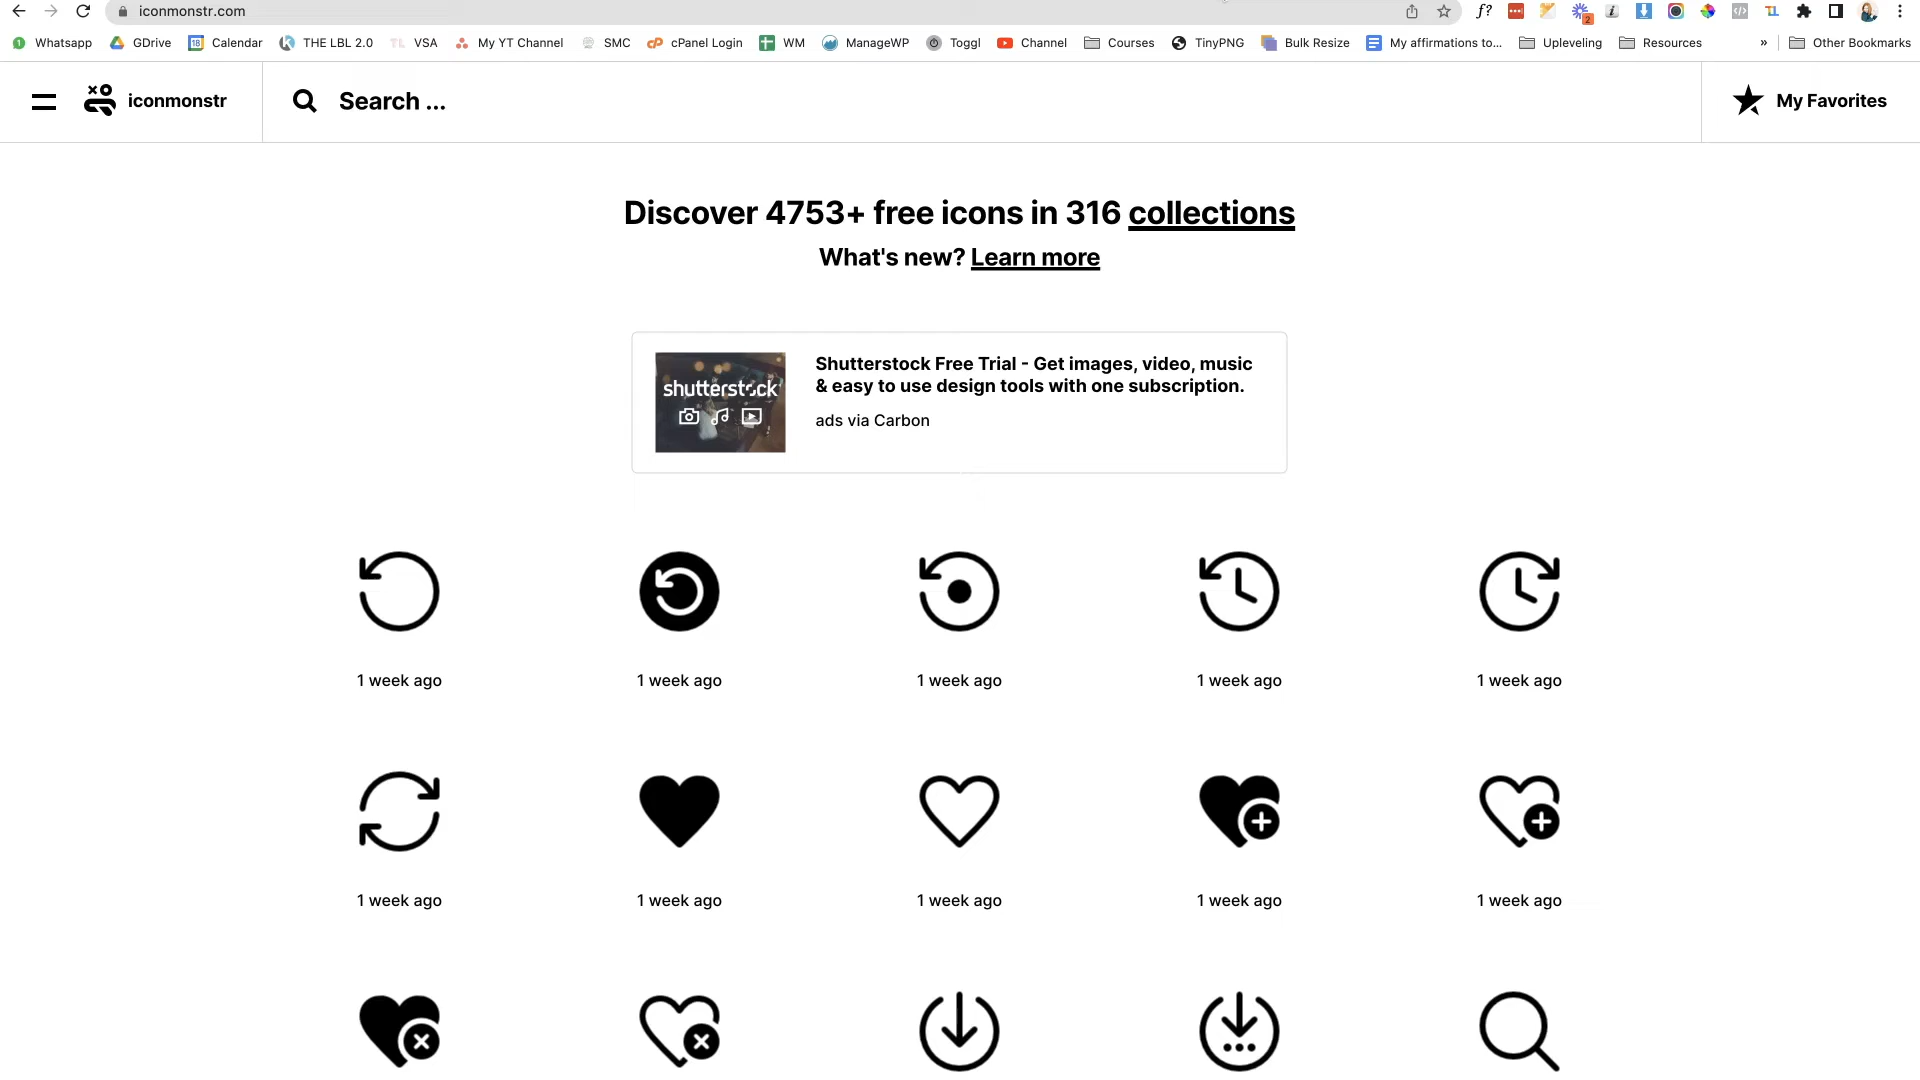 iconmonstr.com
f?
2
Whatsapp
GDrive
18
Calendar
THE LBL 2.0
TL
VSA
My YT Channel
SMC
cP
cPanel Login
WM
ManageWP
Toggl
Channel
Courses
TinyPNG
Bulk Resize
My affirmations to...
Upleveling
Resources
»
Other Bookmarks
iconmonstr
Search ...
My Favorites
Discover 4753+ free icons in 316 collections
What's new? Learn more
shutterstock
Shutterstock Free Trial - Get images, video, music
& easy to use design tools with one subscription.
ads via Carbon
1 week ago
1 week ago
1 week ago
1 week ago
1 week ago
1 week ago
1 week ago
1 week ago
1 week ago
1 week ago